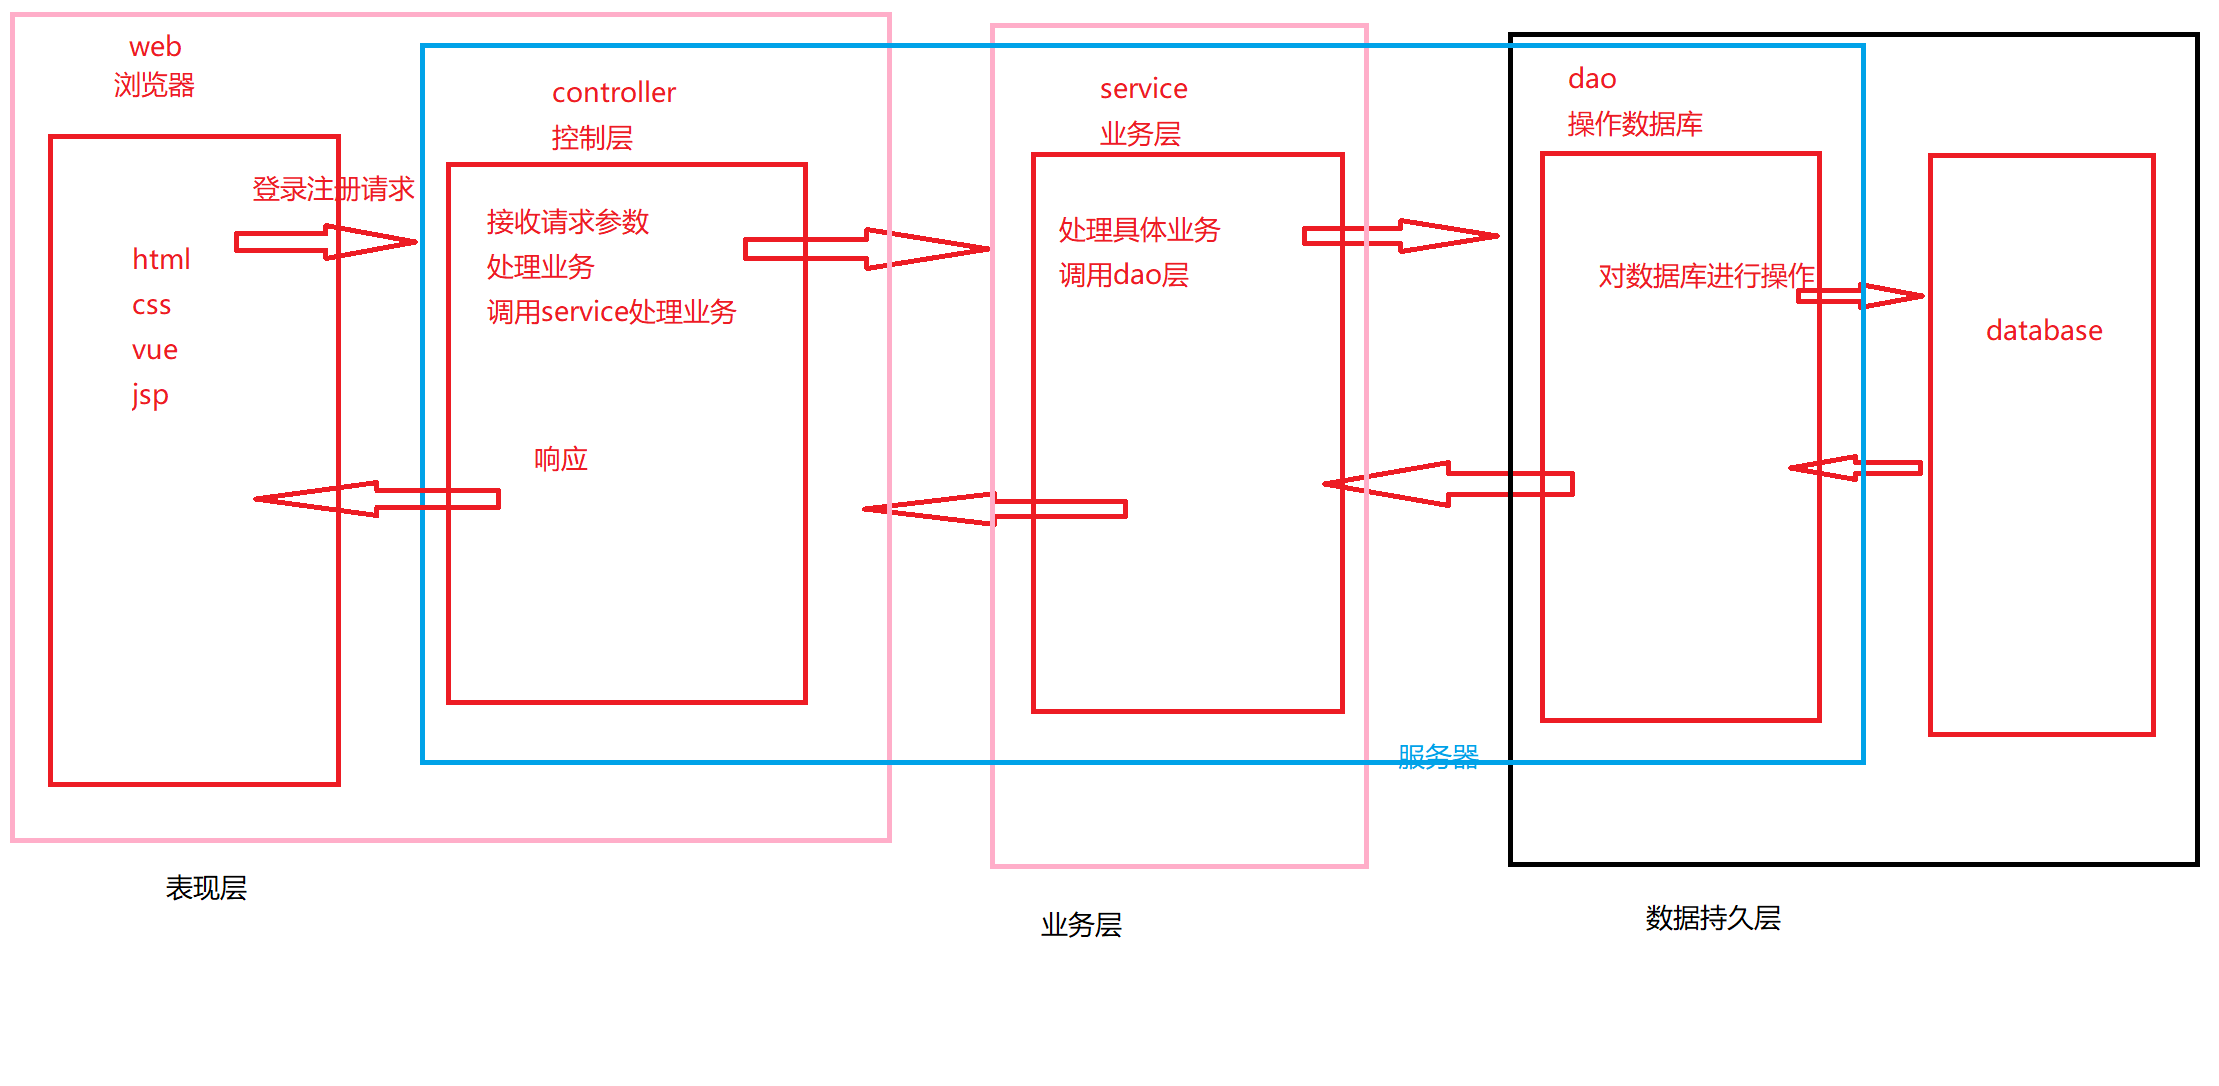 web
浏览器
登录注册请求
html
css
vue
jsp
controller
控制层
接收请求参数
处理业务
调用service处理业务
响应
service
业务层
处理具体业务
调用dao层
dao
操作数据库
对数据库进行操作
database
服务器
表现层
业务层
数据持久层